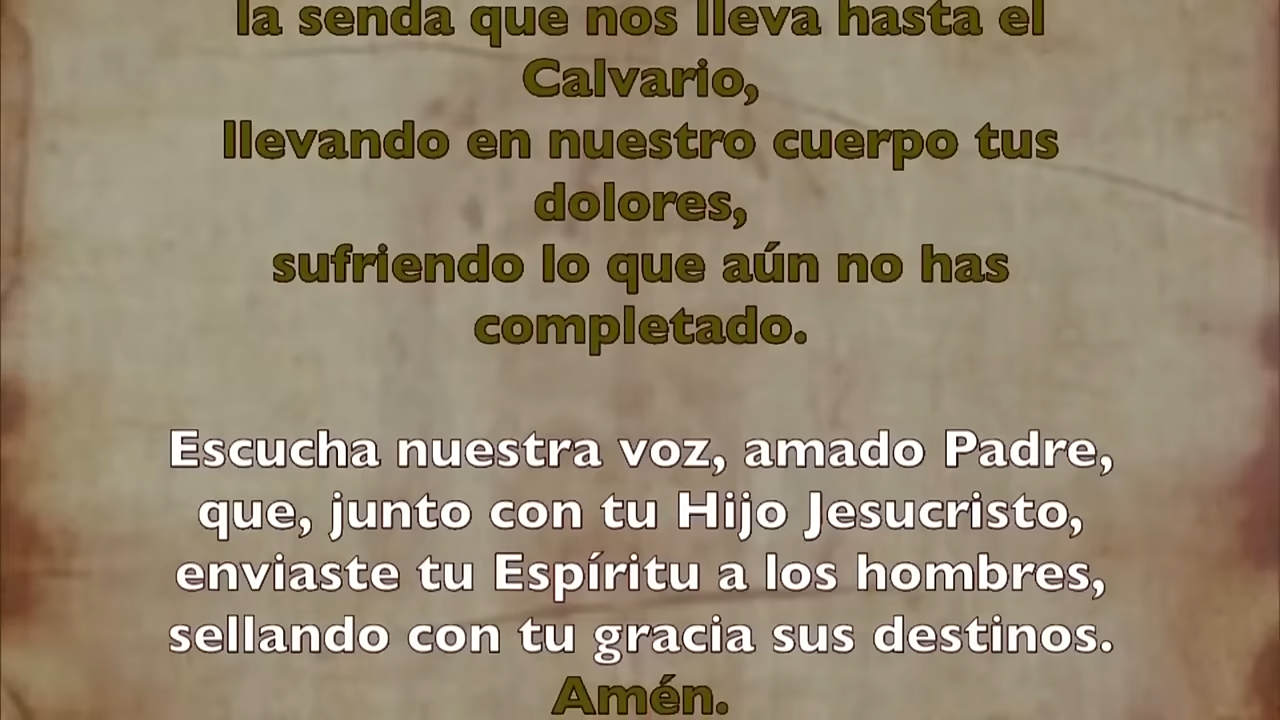 la senda que nos lleva hasta el
Calvario,
llevando en nuestro cuerpo tus
dolores,
sufriendo lo que aún no has
completado.
Escucha nuestra voz, amado Padre,
que, junto con tu Hijo Jesucristo,
enviaste tu Espíritu a los hombres,
sellando con tu gracia sus destinos.
Amén.